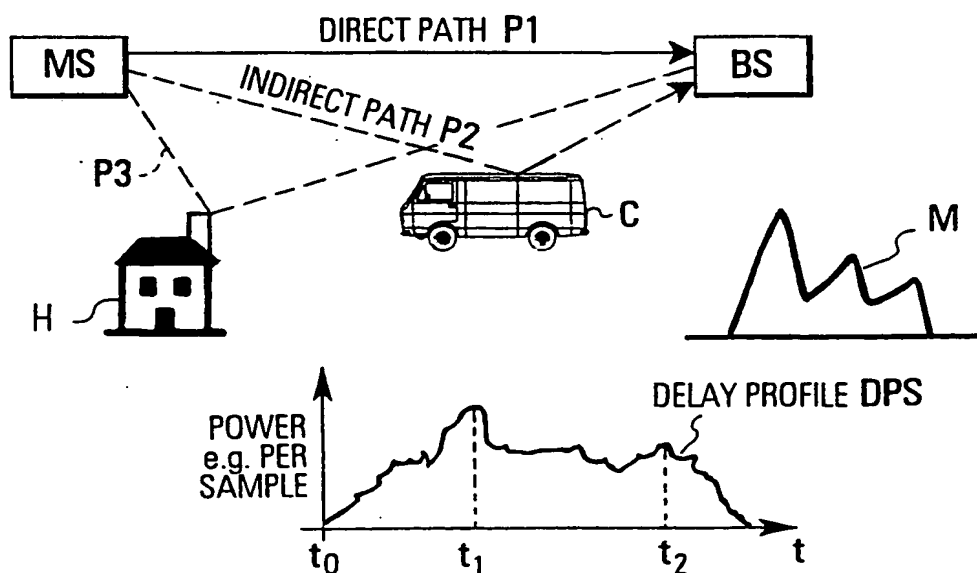 DIRECT PATH P1
MS
BS
INDIRECT PATH P2
P3
C
M
H
DELAY PROFILE DPS
POWER
e.g. PER
SAMPLE
t0
t1
t2
t